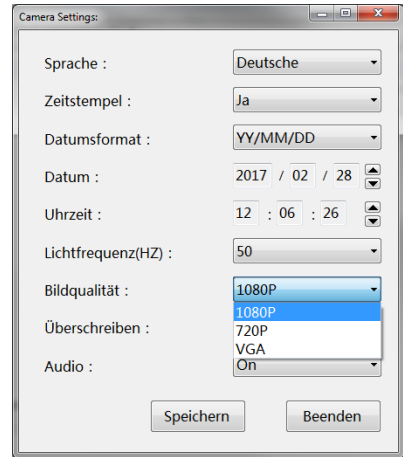 Camera Settings:
Sprache : Deutsche
Zeitstempel : Ja
Datumsformat : YY/MM/DD
Datum : 2017 / 02 / 28
Uhrzeit : 12 : 06 : 26
Lichtfrequenz(HZ) : 50
Bildqualität : 1080P
1080P
Überschreiben : 720P
VGA
Audio : On
Speichern Beenden